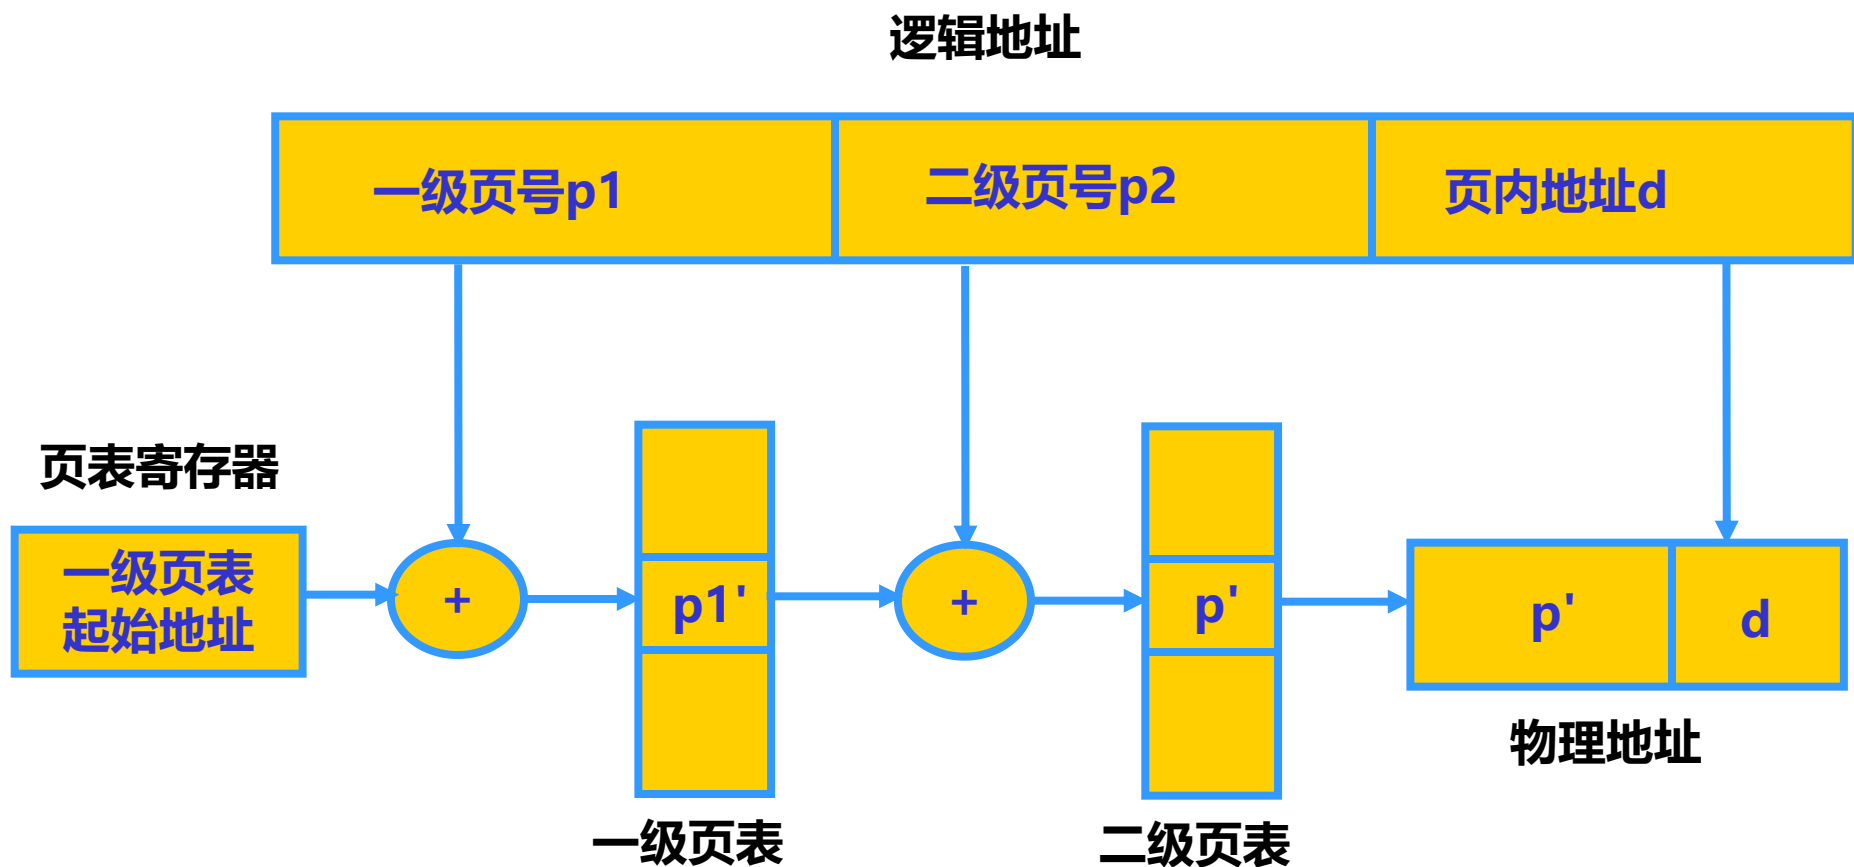 逻辑地址
一级页号p1
二级页号p2
页内地址d
页表寄存器
一级页表
起始地址
+
p1'
+
p'
p'
d
物理地址
一级页表
二级页表